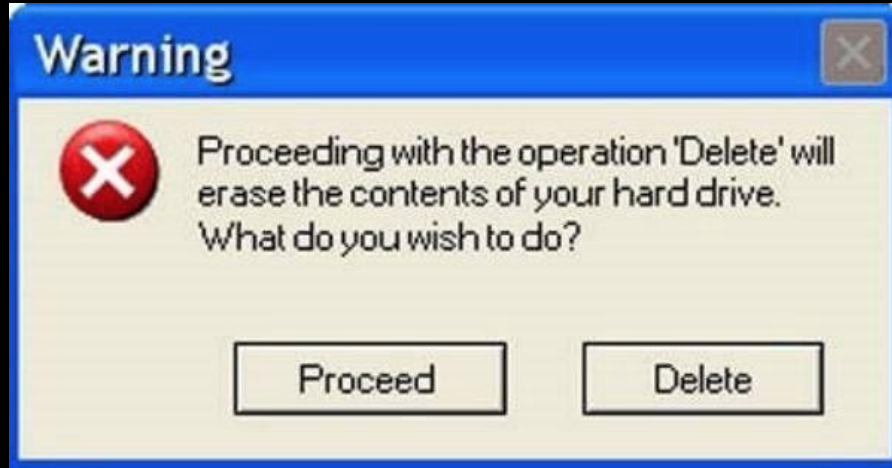 Warning
Proceeding with the operation 'Delete' will
erase the contents of your hard drive.
What do you wish to do?
Proceed
Delete